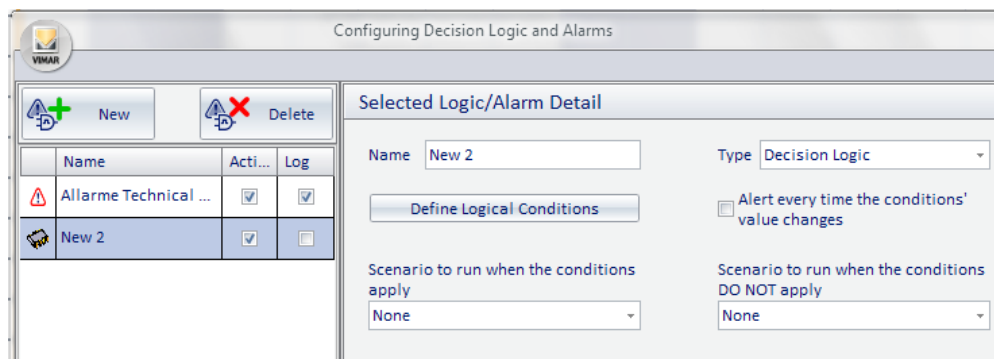 Configuring Decision Logic and Alarms
VIMAR
New
Delete
Name Acti... Log
Allarme Technical ...
New 2
Selected Logic/Alarm Detail
Name New 2
Type Decision Logic
Define Logical Conditions
Alert every time the conditions'
value changes
Scenario to run when the conditions
apply
None
Scenario to run when the conditions
DO NOT apply
None